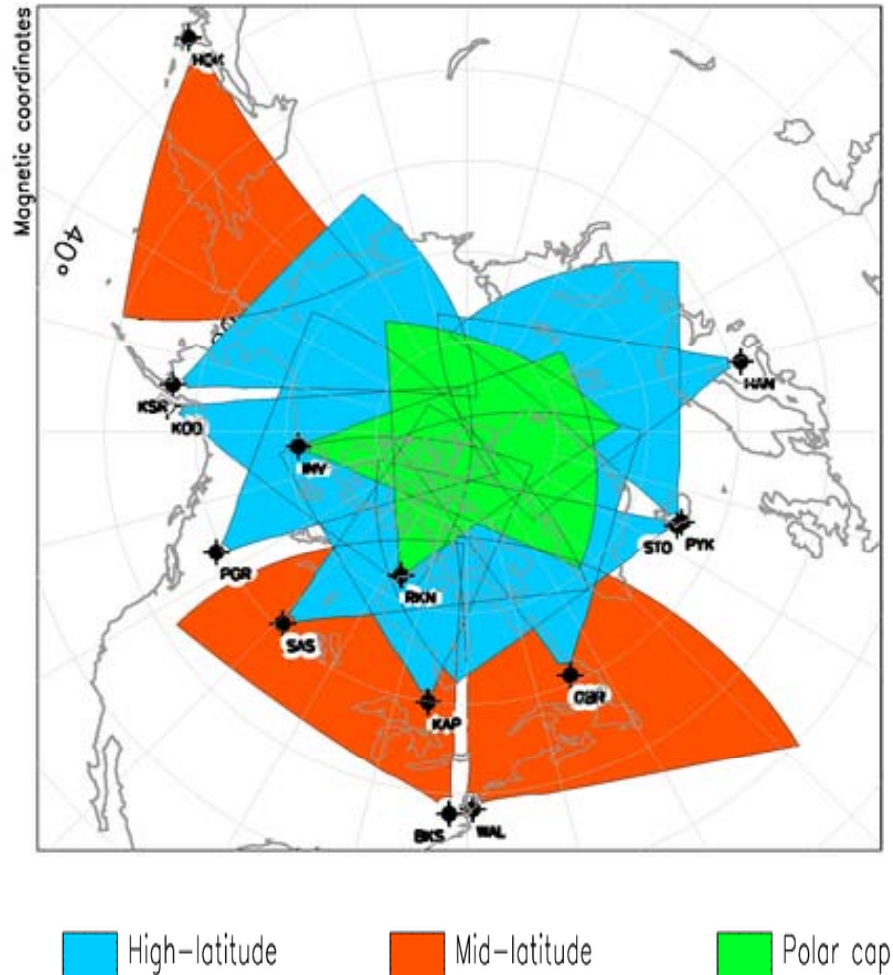 Magnetic coordinates
HOK
40°
HAN
KSR
KOD
INV
STO PYK
PGR
RKN
SAS
GBR
KAP
BKS WAL
High-latitude Mid-latitude Polar cap